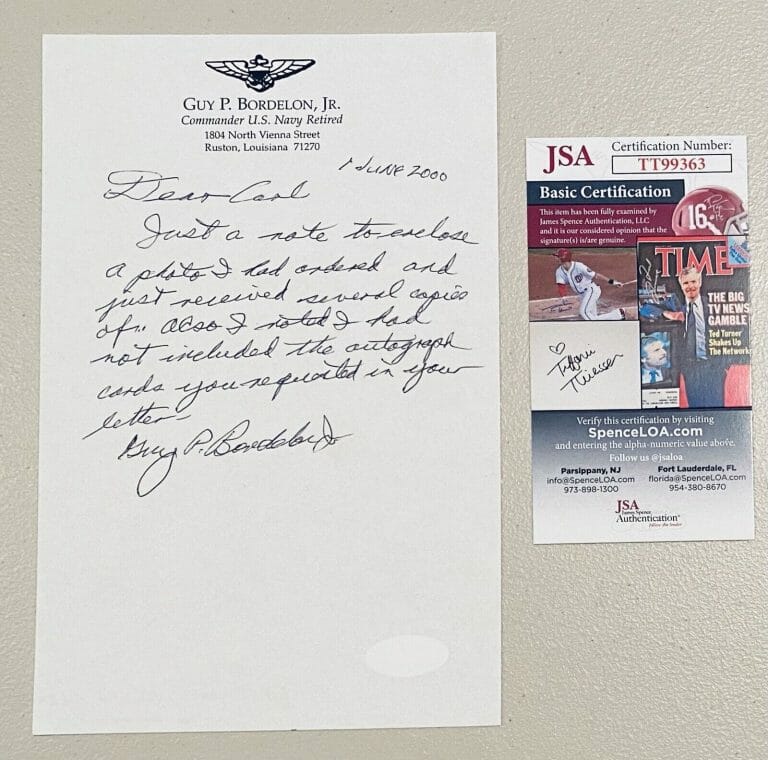 GUY P. BORDELON, JR.
Commander U.S. Navy Retired
1804 North Vienna Street
Ruston, Louisiana 71270
1 JUNE 2000
Dear Carl
Just a note to enclose
a photo I had ordered and
just received several copies
of.. also I noted I had
not included the autograph
cards you requested in your
letter-
Guy P. Bordelon Jr
JSA
Certification Number:
TT99363
Basic Certification
This item has been fully examined by
James Spence Authentication, LLC
and it is our considered opinion that the
signature(s) is/are genuine.
16
TIME
THE BIG
TV NEWS
GAMBLE
Ted Turner
Shakes Up
The Networks
Tiffani
Thiessen
Verify this certification by visiting
SpenceLOA.com
and entering the alpha-numeric value above.
Follow us @jsaloa
Parsippany, NJ
info@SpenceLOA.com
973-898-1300
Fort Lauderdale, FL
florida@SpenceLOA.com
954-380-8670
JSA
James Spence
Authentication